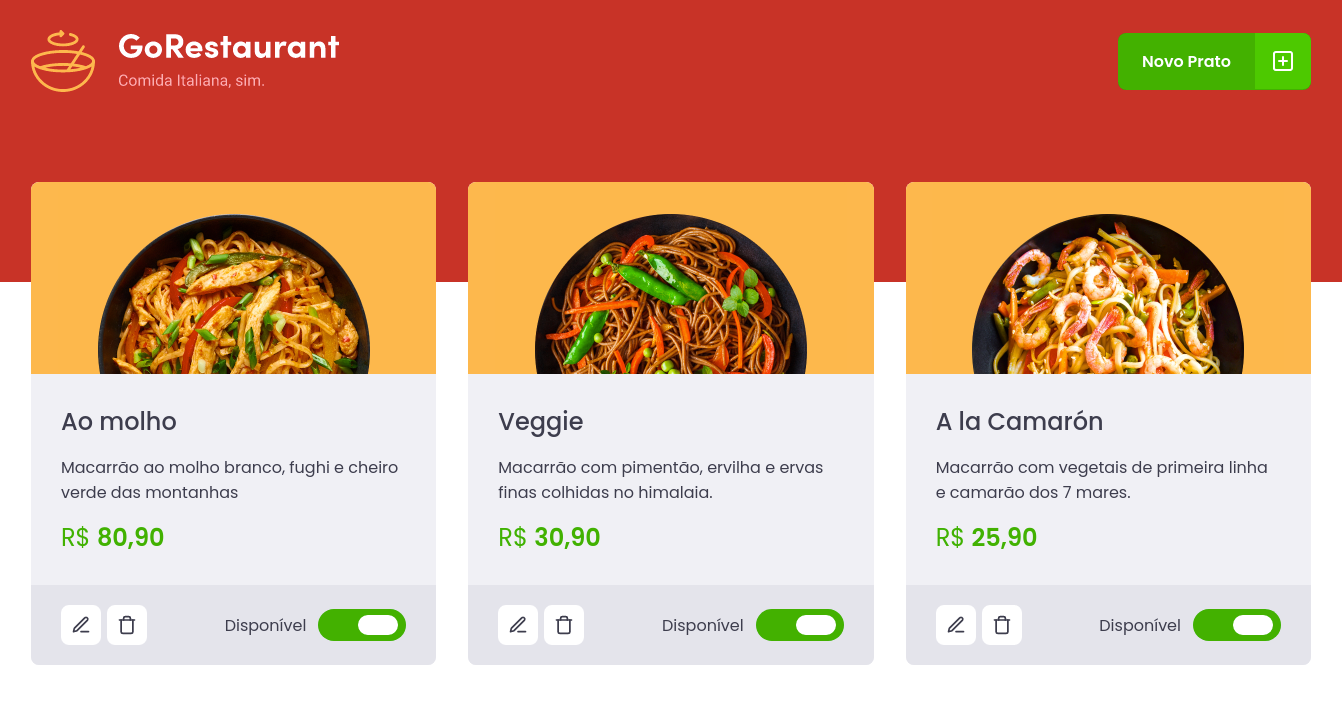 GoRestaurant
Comida Italiana, sim.
Novo Prato
Ao molho
Macarrão ao molho branco, fughi e cheiro
verde das montanhas
R$ 80,90
Disponível
Veggie
Macarrão com pimentão, ervilha e ervas
finas colhidas no himalaia.
R$ 30,90
Disponível
A la Camarón
Macarrão com vegetais de primeira linha
e camarão dos 7 mares.
R$ 25,90
Disponível